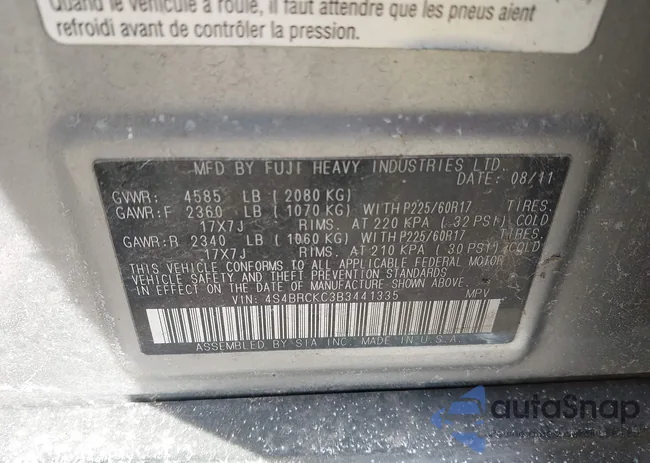 Quand le véhicule a roulé, il faut attendre que les pneus aient
refroidi avant de contrôler la pression.
MFD BY FUJI HEAVY INDUSTRIES LTD.
DATE: 08/11
GVWR: 4585 LB (2080 KG)
GAWR:F 2360 LB (1070 KG) WITH P225/60R17 TIRES,
17X7J RIMS. AT 220 KPA (32 PSI) COLD
GAWR:R 2340 LB (1060 KG) WITH P225/60R17 TIRES,
17X7J RIMS. AT 210 KPA (30 PSI) COLD
THIS VEHICLE CONFORMS TO ALL APPLICABLE FEDERAL MOTOR
VEHICLE SAFETY AND THEFT PREVENTION STANDARDS
IN EFFECT ON THE DATE OF MANUFACTURE SHOWN ABOVE.
VIN: 4S4BRCKC3B3441335 MPV
ASSEMBLED BY SIA INC. MADE IN U.S.A.
autoSnap